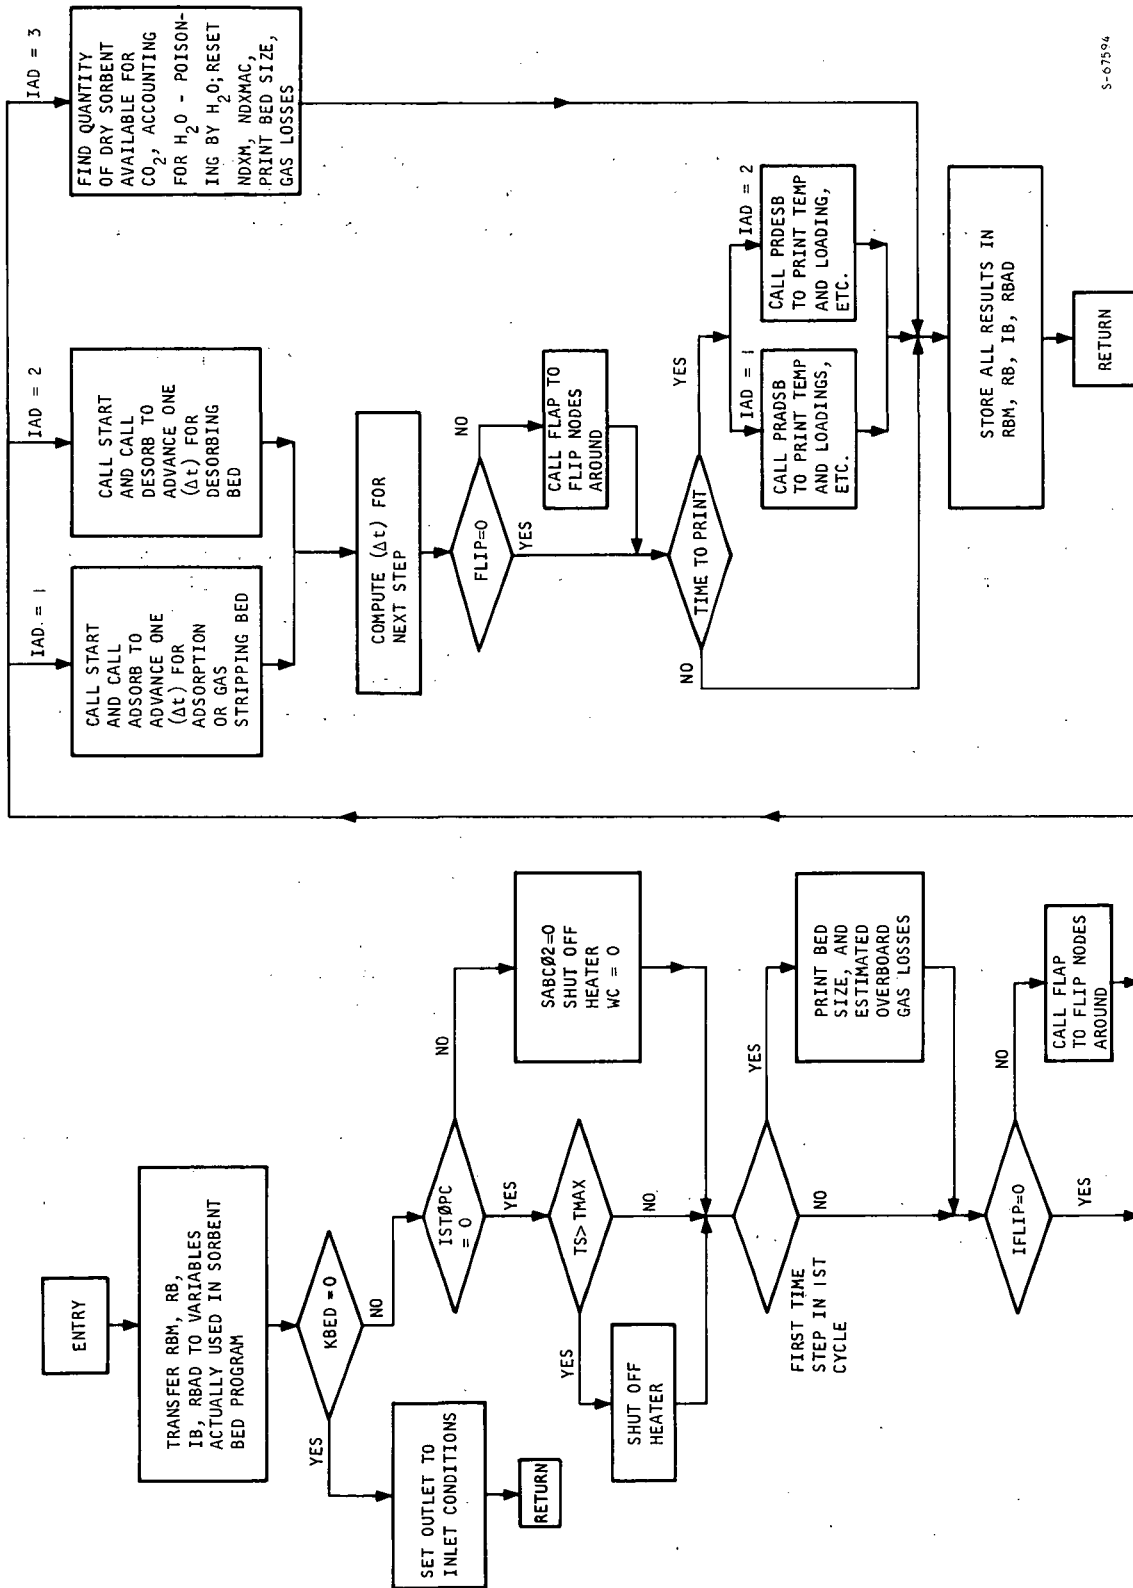 ENTRY
TRANSFER RBM, RB,
IB, RBAD TO VARIABLES
ACTUALLY USED IN SORBENT
BED PROGRAM
KBED = 0
YES
NO
SET OUTLET TO
INLET CONDITIONS
RETURN
ISTØPC
= 0
NO
YES
SABCØ2=0
SHUT OFF
HEATER
WC = 0
TS> TMAX
YES
NO
SHUT OFF
HEATER
FIRST TIME
STEP IN 1ST
CYCLE
YES
NO
PRINT BED
SIZE, AND
ESTIMATED
OVERBOARD
GAS LOSSES
IFLIP=0
NO
YES
CALL FLAP
TO FLIP NODES
AROUND
IAD = 1
IAD = 2
IAD = 3
CALL START
AND CALL
ADSORB TO
ADVANCE ONE
(Δt) FOR
ADSORPTION
OR GAS
STRIPPING BED
CALL START
AND CALL
DESORB TO
ADVANCE ONE
(Δt) FOR
DESORBING
BED
FIND QUANTITY
OF DRY SORBENT
AVAILABLE FOR
CO2, ACCOUNTING
FOR H2O - POISON-
ING BY H2O; RESET
NDXM, NDXMAC,
PRINT BED SIZE,
GAS LOSSES
COMPUTE (Δt) FOR
NEXT STEP
FLIP=0
NO
YES
CALL FLAP TO
FLIP NODES
AROUND
TIME TO PRINT
YES
NO
IAD = 1
IAD = 2
CALL PRADSB
TO PRINT TEMP
AND LOADINGS,
ETC.
CALL PRDESB
TO PRINT TEMP
AND LOADING,
ETC.
STORE ALL RESULTS IN
RBM, RB, IB, RBAD
RETURN
S-67594